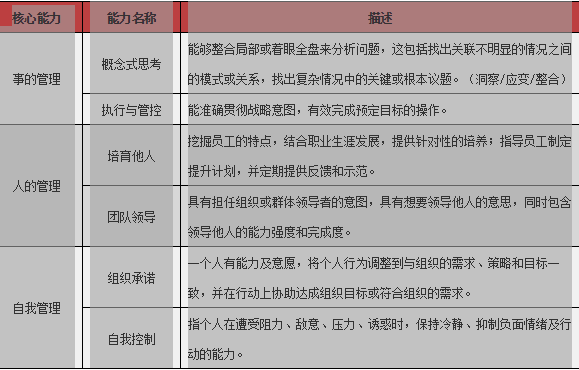 核心能力 能力名称 描述
事的管理
概念式思考
能够整合局部或着眼全盘来分析问题，这包括找出关联不明显的情况之间
的模式或关系，找出复杂情况中的关键或根本议题。（洞察/应变/整合）
执行与管控 能准确贯彻战略意图，有效完成预定目标的操作。
人的管理
培育他人
挖掘员工的特点，结合职业生涯发展，提供针对性的培养；指导员工制定
提升计划，并定期提供反馈和示范。
团队领导
具有担任组织或群体领导者的意图，具有想要领导他人的意思，同时包含
领导他人的能力强度和完成度。
自我管理
组织承诺
一个人有能力及意愿，将个人行为调整到与组织的需求、策略和目标一
致，并在行动上协助达成组织目标或符合组织的需求。
自我控制
指个人在遭受阻力、敌意、压力、诱惑时，保持冷静、抑制负面情绪及行
动的能力。